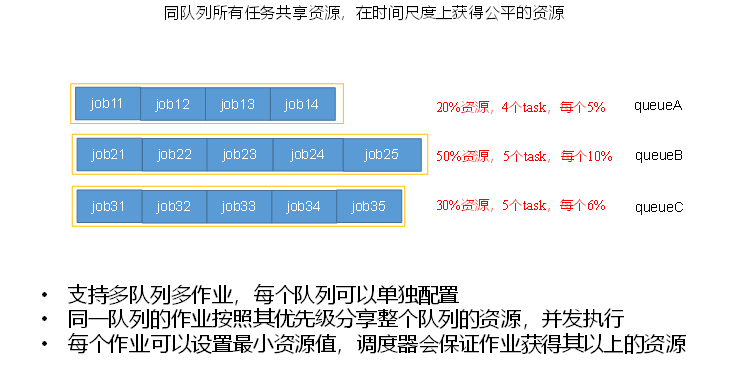 同队列所有任务共享资源，在时间尺度上获得公平的资源
job11 job12 job13 job14 20%资源，4个task，每个5% queueA
job21 job22 job23 job24 job25 50%资源，5个task，每个10% queueB
job31 job32 job33 job34 job35 30%资源，5个task，每个6% queueC
• 支持多队列多作业，每个队列可以单独配置
• 同一队列的作业按照其优先级分享整个队列的资源，并发执行
• 每个作业可以设置最小资源值，调度器会保证作业获得其以上的资源